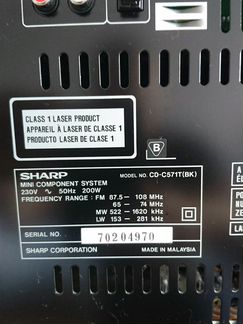 CLASS 1 LASER PRODUCT
APPAREIL À LASER DE CLASSE 1
PRODUCTO LASER DE CLASE 1
B
SHARP
MODEL NO. CD-C571T(BK)
MINI COMPONENT SYSTEM
230V ∿ 50Hz 200W
FREQUENCY RANGE : FM 87.5 - 108 MHz
65 - 74 MHz
MW 522 - 1620 kHz
LW 153 - 281 kHz
SERIAL NO. 70204970
SHARP CORPORATION MADE IN MALAYSIA